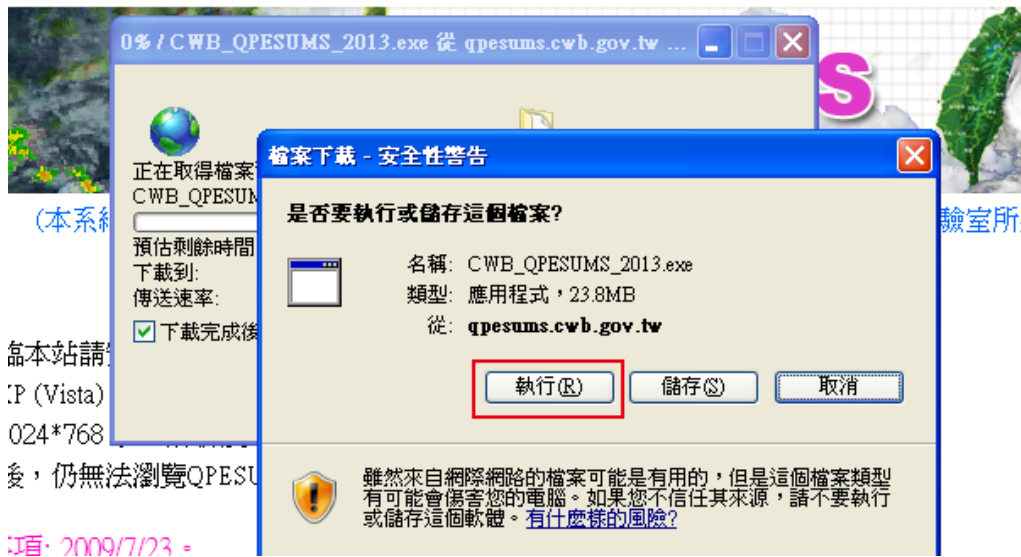 0% / CWB_QPESUMS_2013.exe 從 qpesums.cwb.gov.tw ...
S
正在取得檔案
CWB_QPESUM
預估剩餘時間
下載到:
傳送速率:
下載完成後
檔案下載 - 安全性警告
是否要執行或儲存這個檔案?
名稱: CWB_QPESUMS_2013.exe
類型: 應用程式,23.8MB
從: qpesums.cwb.gov.tw
執行(R) 儲存(S) 取消
雖然來自網際網路的檔案可能是有用的,但是這個檔案類型
有可能會傷害您的電腦。如果您不信任其來源,請不要執行
或儲存這個軟體。有什麼樣的風險?
(本系統
驗室所
臨本站請
XP (Vista)
024*768
後,仍無法瀏覽QPESU
事項: 2009/7/23。